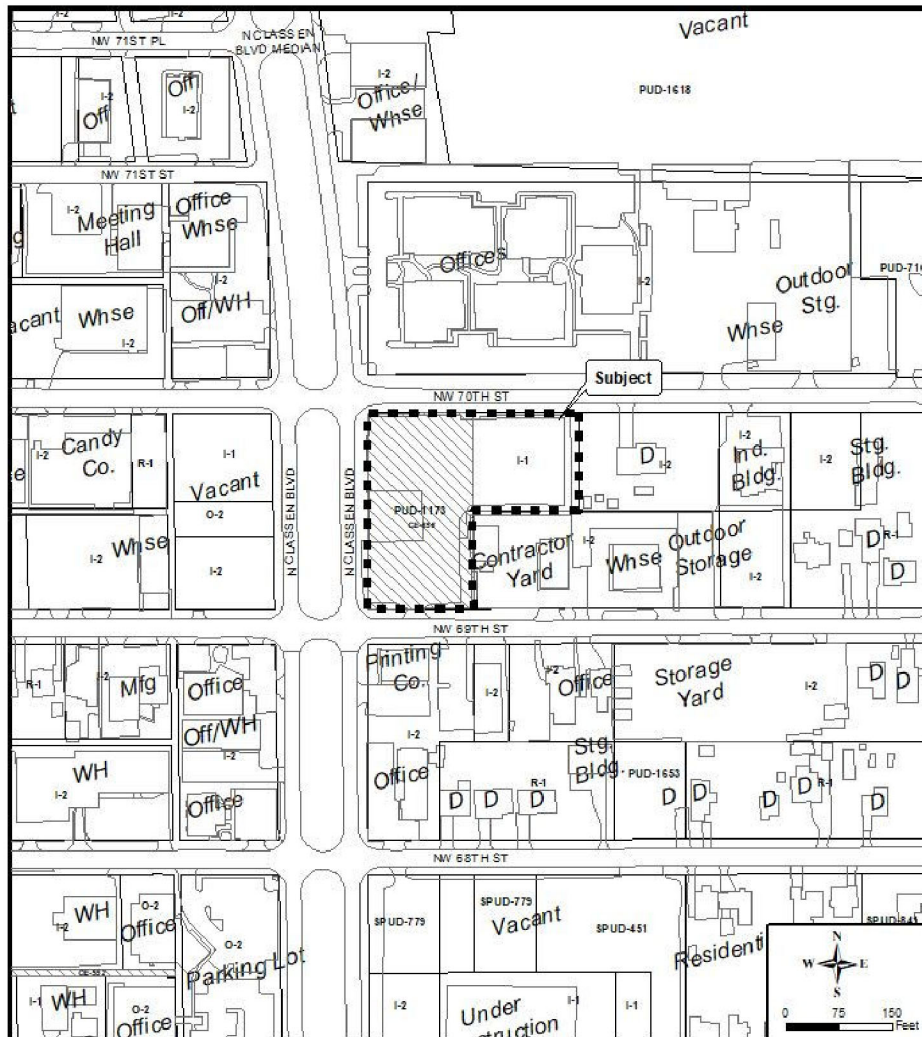 Vacant
I-2
I-2
NW 71ST PL
N CLASSEN
BLVD MEDIAN
I-2
Off
I-2
Off
I-2
Office/
Whse
PUD-1618
NW 71ST ST
I-2
Meeting
Hall
Office
Whse
I-2
Off/WH
Offices
I-2
Outdoor
Stg.
Whse
acant
Whse
I-2
Subject
NW 70TH ST
I-2
Candy
Co.
R-1
I-1
Vacant
O-2
I-2
N CLASSEN BLVD
N CLASSEN BLVD
PUD-1173
I-1
D
I-2
I-2
Ind.
Bldg.
I-2
Stg.
Bldg.
I-2
Whse
Contractor
Yard
I-2
Whse
Outdoor
Storage
I-2
D
R-1
D
NW 69TH ST
R-1
I-2
Mfg
Office
Off/WH
I-2
Office
WH
I-2
Printing
Co.
I-2
I-2
Office
I-2
Office
Storage
Yard
I-2
D
D
Stg.
Bldg.
PUD-1653
D
D
D
R-1
D
D
D
D
R-1
D
NW 68TH ST
WH
I-2
O-2
Office
O-2
Parking Lot
SPUD-779
SPUD-779
Vacant
SPUD-451
Residenti
I-1
WH
O-2
Office
I-2
Under
struction
I-1
I-1
N
W
E
S
0 75 150
Feet